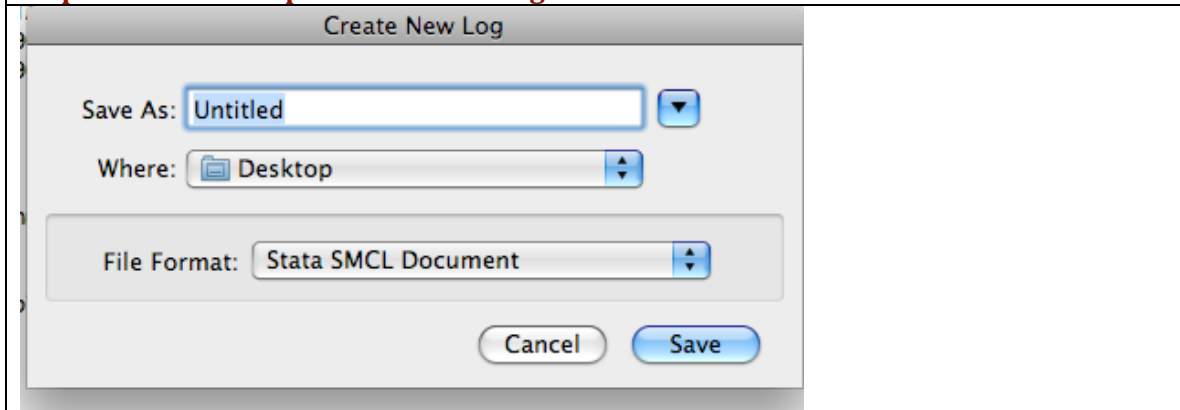 Create New Log
Save As: Untitled
Where: Desktop
File Format: Stata SMCL Document
Cancel Save